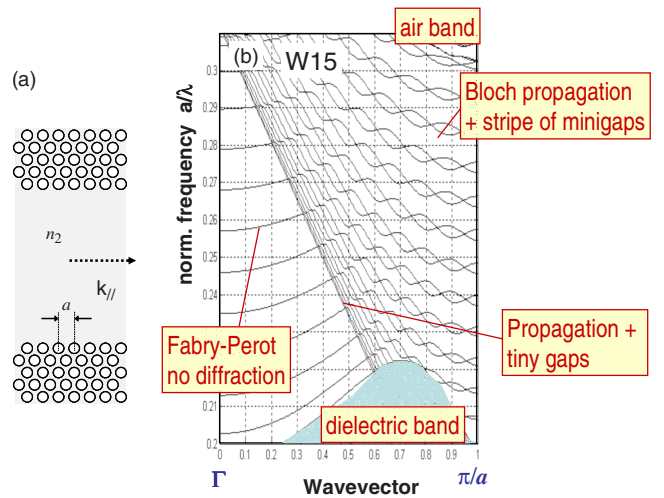 (a)
n2
k//
a
(b) W15
air band
Bloch propagation
+ stripe of minigaps
Propagation +
tiny gaps
Fabry-Perot
no diffraction
dielectric band
norm. frequency a/λ
0.3
0.29
0.28
0.27
0.26
0.25
0.24
0.23
0.21
0.2
0 0.1 0.2 0.3 0.4 0.5 0.6 0.7 0.8 0.9 1
Γ Wavevector π/a